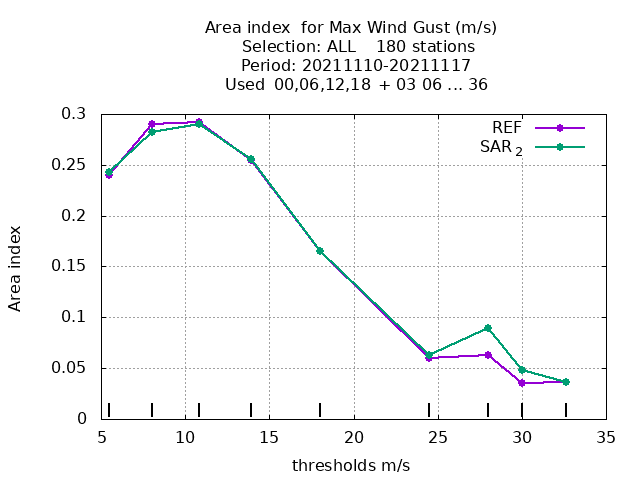 Area index  for Max Wind Gust (m/s)
Selection: ALL    180 stations
Period: 20211110-20211117
Used  00,06,12,18  + 03 06 ... 36
REF
SAR 2
0.3
0.25
0.2
0.15
0.1
0.05
0
Area index
5 10 15 20 25 30 35
thresholds m/s